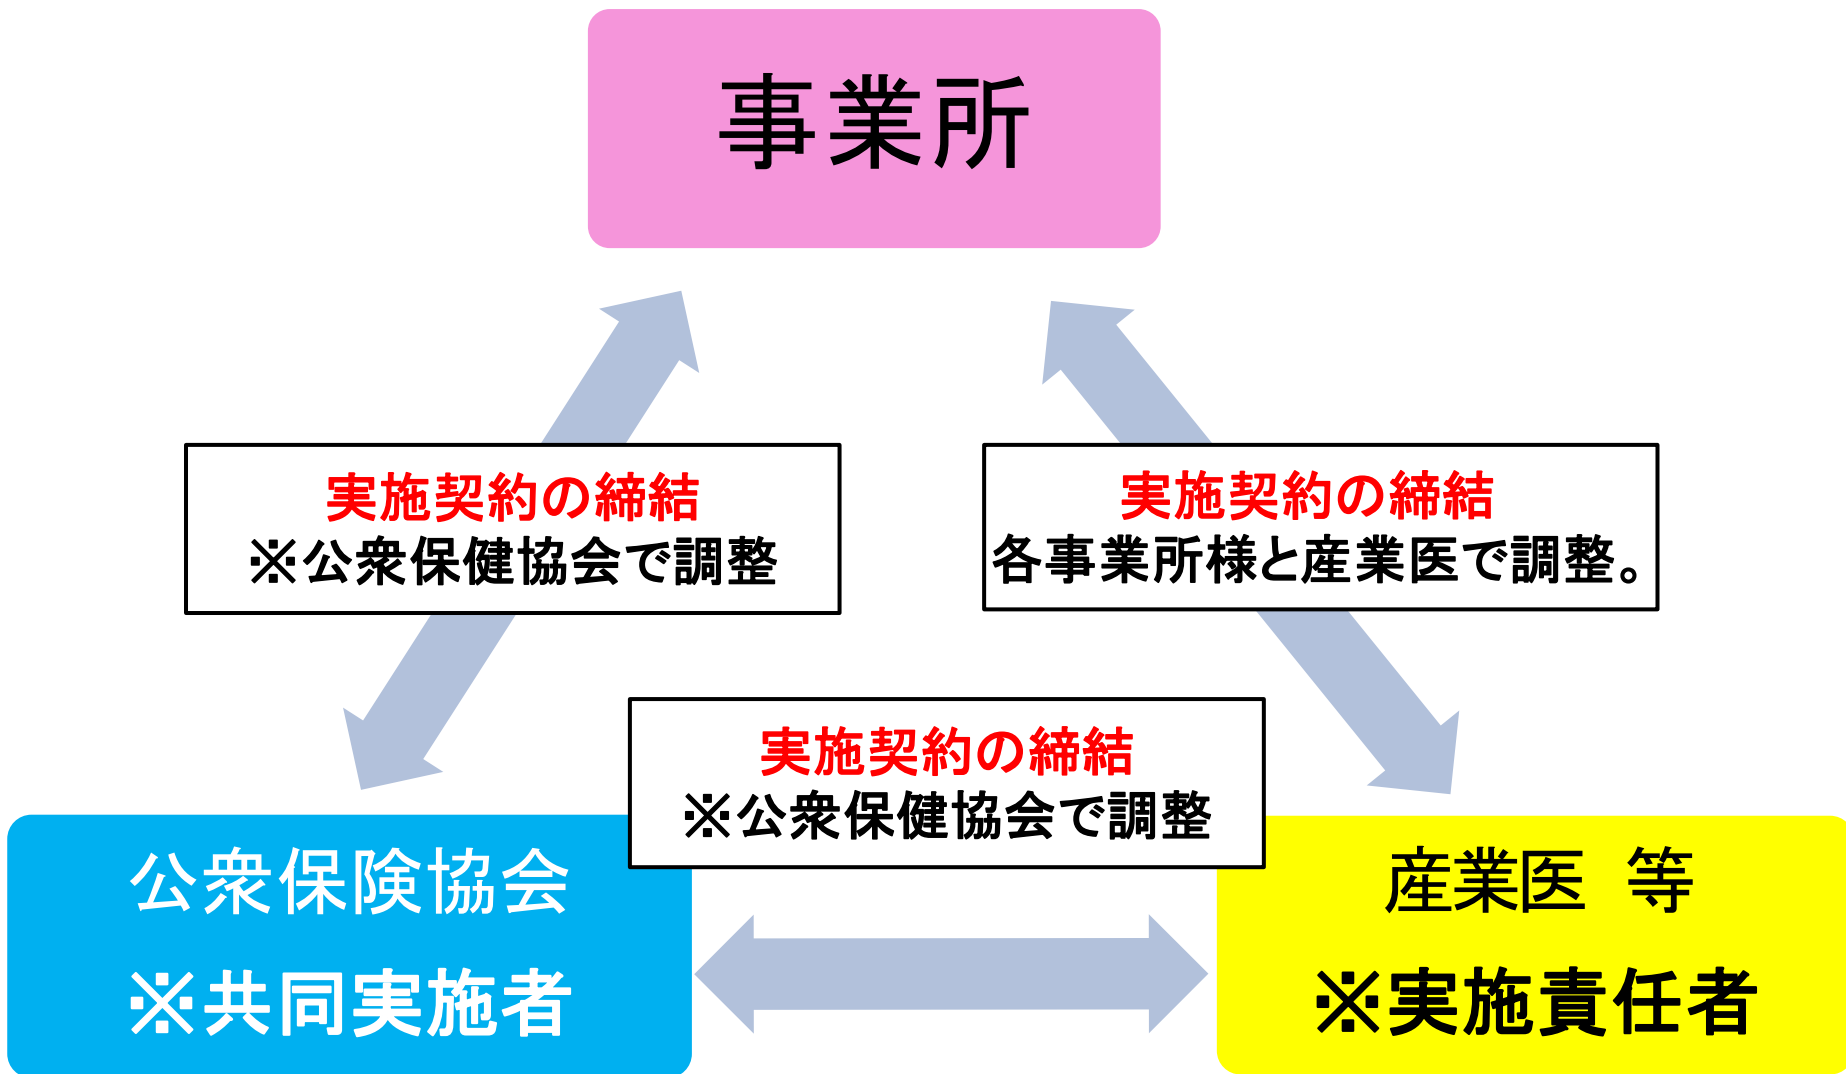 事業所
実施契約の締結
※公衆保健協会で調整
実施契約の締結
各事業所様と産業医で調整。
実施契約の締結
※公衆保健協会で調整
公衆保険協会
※共同実施者
産業医　等
※実施責任者